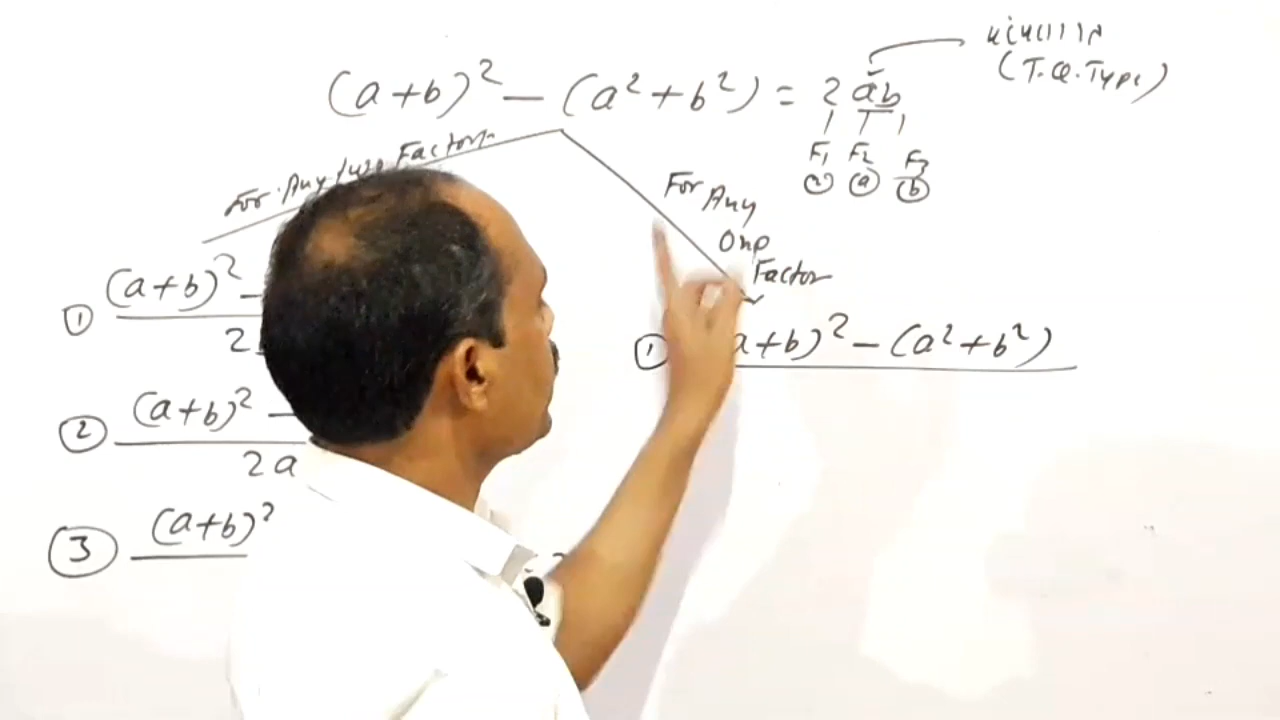 (a+b)² – (a²+b²) = 2ab
(T.Q.Type)
F₁ F₂ F₃
② ⓐ ⓑ
For Any two Factor
For Any
One
Factor
① (a+b)² –
2
② (a+b)² –
2a
③ (a+b)²
① a+b)² – (a²+b²)